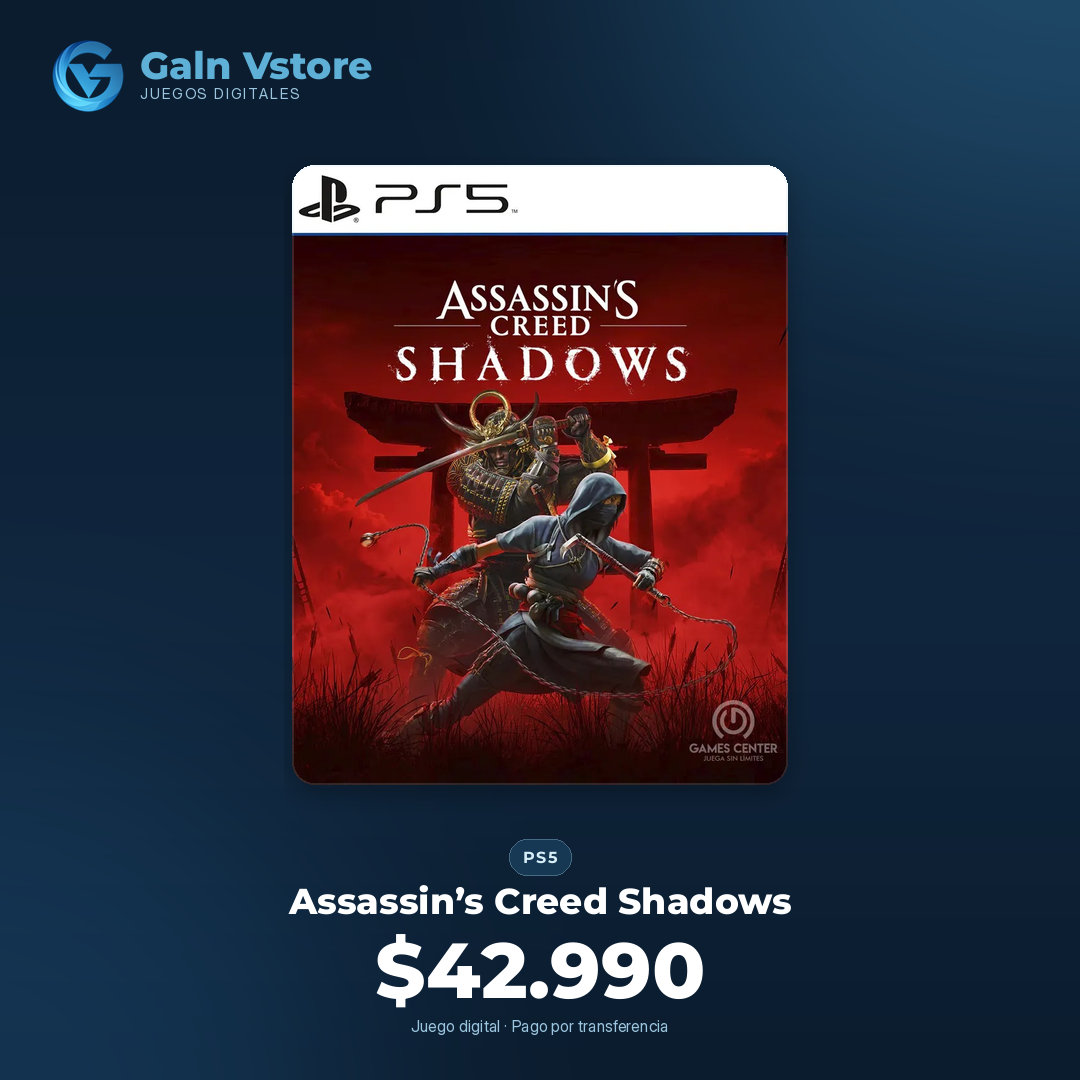 Galn Vstore
JUEGOS DIGITALES
PS5
ASSASSIN'S
CREED
SHADOWS
GAMES CENTER
JUEGA SIN LIMITES
PS5
Assassin’s Creed Shadows
$42.990
Juego digital · Pago por transferencia